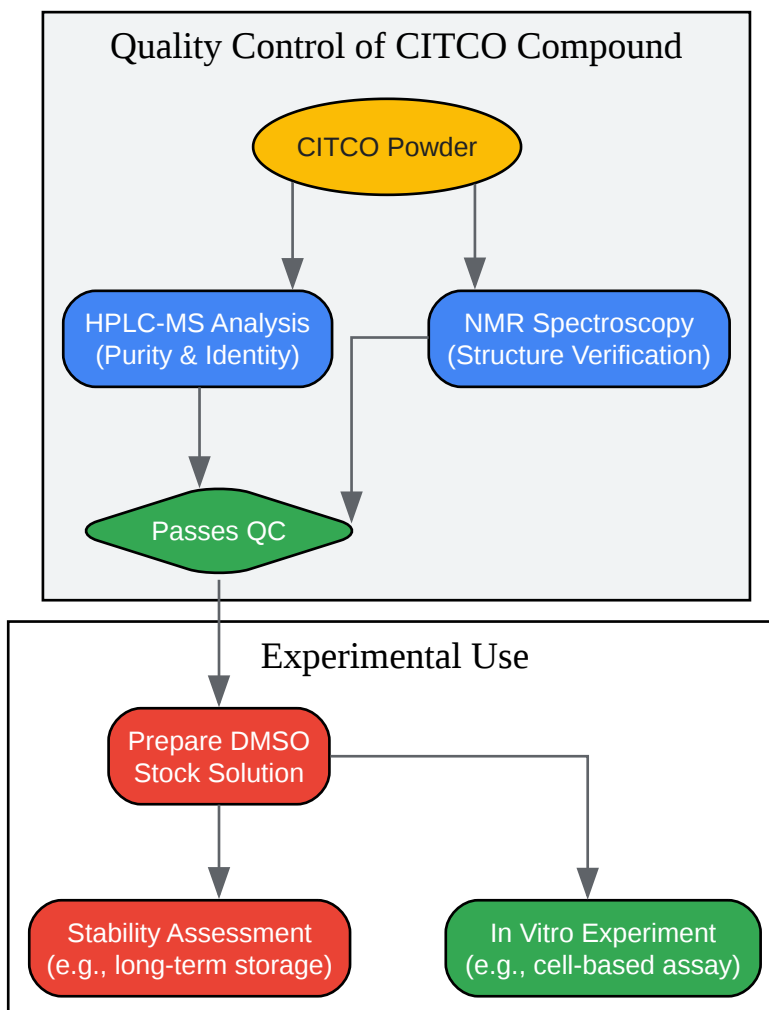 Quality Control of CITCO Compound
CITCO Powder
HPLC-MS Analysis
(Purity & Identity)
NMR Spectroscopy
(Structure Verification)
Passes QC
Experimental Use
Prepare DMSO
Stock Solution
Stability Assessment
(e.g., long-term storage)
In Vitro Experiment
(e.g., cell-based assay)